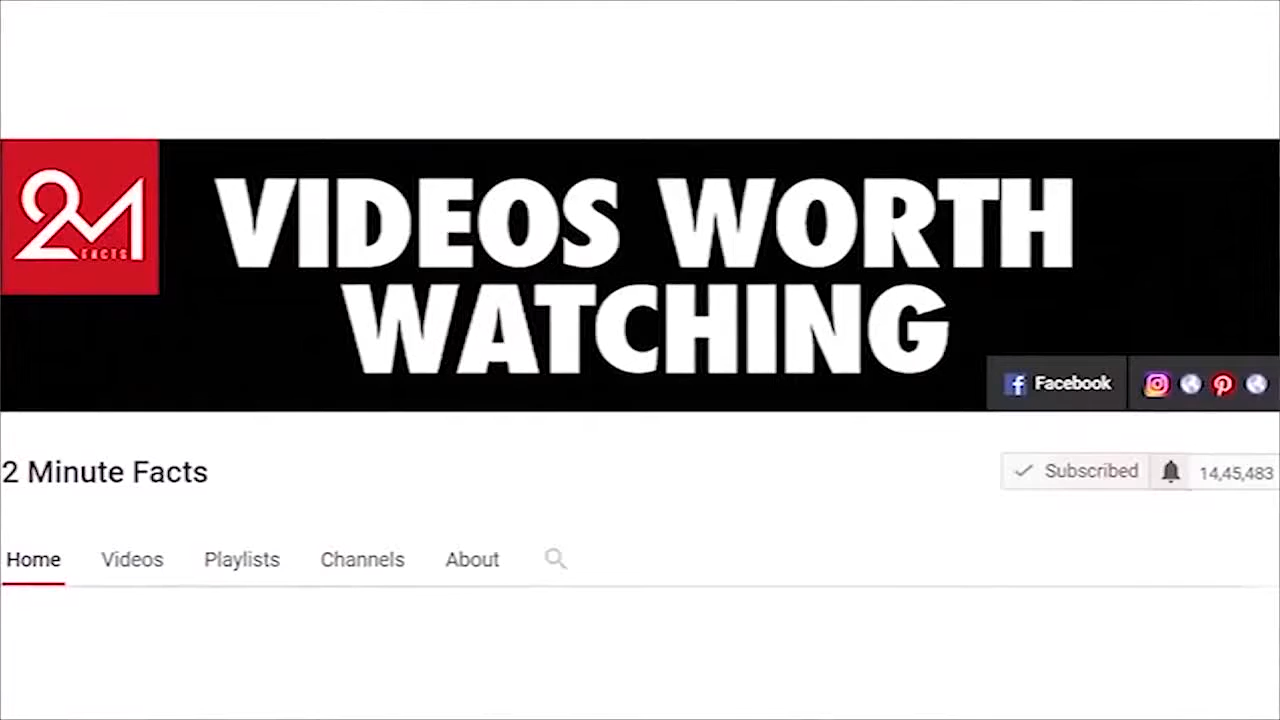 2M
FACTS
VIDEOS WORTH
WATCHING
Facebook
2 Minute Facts
Subscribed
14,45,483
Home
Videos
Playlists
Channels
About